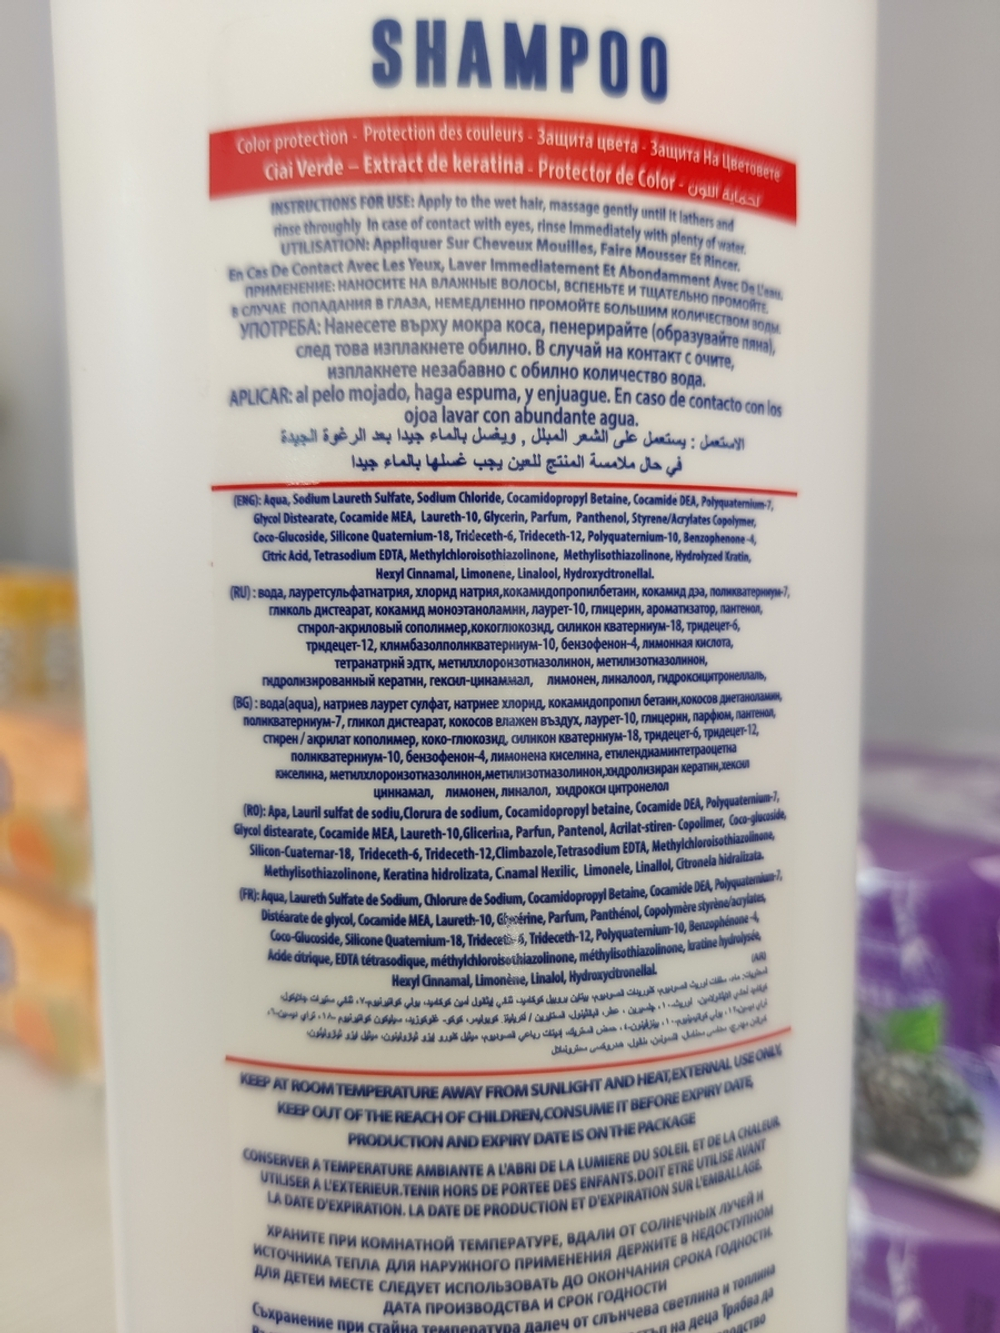 SHAMPOO
Color protection - Protection des couleurs - Защита цвета - Защита На Цветовете
Ciai Verde – Extract de keratina - Protector de Color - لحماية اللون
INSTRUCTIONS FOR USE: Apply to the wet hair, massage gently until it lathers and
rinse throughly In case of contact with eyes, rinse Immediately with plenty of water.
UTILISATION: Appliquer Sur Cheveux Mouilles, Faire Mousser Et Rincer.
En Cas De Contact Avec Les Yeux, Laver Immediatement Et Abondamment Avec De L'eau.
ПРИМЕНЕНИЕ: НАНОСИТЕ НА ВЛАЖНЫЕ ВОЛОСЫ, ВСПЕНЬТЕ И ТЩАТЕЛЬНО ПРОМОЙТЕ.
В СЛУЧАЕ ПОПАДАНИЯ В ГЛАЗА, НЕМЕДЛЕННО ПРОМОЙТЕ БОЛЬШИМ КОЛИЧЕСТВОМ ВОДЫ
УПОТРЕБА: Нанесете върху мокра коса, пенерирайте (образувайте пяна),
след това изплакнете обилно. В случай на контакт с очите,
изплакнете незабавно с обилно количество вода.
APLICAR: al pelo mojado, haga espuma, y enjuague. En caso de contacto con los
ojoa lavar con abundante agua.
الاستعمل : يستعمل على الشعر المبلل , ويغسل بالماء جيدا بعد الرغوة الجيدة
في حال ملامسة المنتج للعين يجب غسلها بالماء جيدا
(ENG): Aqua, Sodium Laureth Sulfate, Sodium Chloride, Cocamidopropyl Betaine, Cocamide DEA, Polyquaternium-7,
Glycol Distearate, Cocamide MEA, Laureth-10, Glycerin, Parfum, Panthenol, Styrene/Acrylates Copolymer,
Coco-Glucoside, Silicone Quaternium-18, Trideceth-6, Trideceth-12, Polyquaternium-10, Benzophenone -4,
Citric Acid, Tetrasodium EDTA, Methylchloroisothiazolinone, Methylisothiazolinone, Hydrolyzed Kratin,
Hexyl Cinnamal, Limonene, Linalool, Hydroxycitronellal.
(RU) : вода, лауретсульфатнатрия, хлорид натрия,кокамидопропилбетаин, кокамид дэа, поликватерниум-7,
гликоль дистеарат, кокамид моноэтаноламин, лаурет-10, глицерин, ароматизатор, пантенол,
стирол-акриловый сополимер,кокоглюкозид, силикон кватерниум-18, тридецет-6,
тридецет-12, климбазолполикватерниум-10, бензофенон-4, лимонная кислота,
тетранатрий эдтк, метилхлороизотиазолинон, метилизотиазолинон,
гидролизированный кератин, гексил-цинаммал, лимонен, линалоол, гидроксицитронеллаль,
(BG) : вода(aqua), натриев лаурет сулфат, натриев хлорид, кокамидопропил бетаин,кокосов диетаноламин,
поликватерниум-7, гликол дистеарат, кокосов влажен въздух, лаурет-10, глицерин, парфюм, пантенол,
стирен / акрилат кополимер, коко-глюкозид, силикон кватерниум-18, тридецет-6, тридецет-12,
поликватерниум-10, бензофенон-4, лимонена киселина, етилендиаминтетраоцетна
киселина, метилхлороизотиазолинон,метилизотиазолинон,хидролизиран кератин,хексил
циннамал, лимонен,линалол, хидрокси цитронелол
(RO): Apa, Lauril sulfat de sodiu,Clorura de sodium, Cocamidopropyl betaine, Cocamide DEA, Polyquaternium-7,
Glycol distearate, Cocamide MEA, Laureth-10,Glicerina, Parfun, Pantenol, Acrilat-stiren- Copolimer, Coco-glucoside,
Silicon-Cuaternar-18, Trideceth-6, Trideceth-12,Climbazole,Tetrasodium EDTA, Methylchloroisothiazolinone,
Methylisothiazolinone, Keratina hidrolizata, C.namal Hexilic, Limonele, Linallol, Citronela hidralizata.
(FR): Aqua, Laureth Sulfate de Sodium, Chlorure de Sodium, Cocamidopropyl Betaine, Cocamide DEA, Polyquaternium-7,
Distéarate de glycol, Cocamide MEA, Laureth-10, Glycérine, Parfum, Panthénol, Copolymère styrène/acrylates,
Coco-Glucoside, Silicone Quaternium-18, Trideceth-6, Trideceth-12, Polyquaternium-10, Benzophénone -4,
Acide citrique, EDTA tétrasodique, méthylchloroisothiazolinone, méthylisothiazolinone, kratine hydrolysée,
Hexyl Cinnamal, Limonène, Linalol, Hydroxycitronellal.
(AR)
KEEP AT ROOM TEMPERATURE AWAY FROM SUNLIGHT AND HEAT,EXTERNAL USE ONLY,
KEEP OUT OF THE REACH OF CHILDREN,CONSUME IT BEFORE EXPIRY DATE,
PRODUCTION AND EXPIRY DATE IS ON THE PACKAGE
CONSERVER A TEMPERATURE AMBIANTE A L'ABRI DE LA LUMIERE DU SOLEIL ET DE LA CHALEUR
UTILISER A L'EXTERIEUR.TENIR HORS DE PORTEE DES ENFANTS.DOIT ETRE UTILISE AVANT
LA DATE D'EXPIRATION. LA DATE DE PRODUCTION ET D'EXPIRATION SUR L'EMBALLAGE.
ХРАНИТЕ ПРИ КОМНАТНОЙ ТЕМПЕРАТУРЕ, ВДАЛИ ОТ СОЛНЕЧНЫХ ЛУЧЕЙ И
ИСТОЧНИКА ТЕПЛА ДЛЯ НАРУЖНОГО ПРИМЕНЕНИЯ ДЕРЖИТЕ В НЕДОСТУПНОМ
ДЛЯ ДЕТЕЙ МЕСТЕ СЛЕДУЕТ ИСПОЛЬЗОВАТЬ ДО ОКОНЧАНИЯ СРОКА ГОДНОСТИ.
ДАТА ПРОИЗВОДСТВА И СРОК ГОДНОСТИ
Съхранение при стайна температура далеч от слънчева светлина и топлина
на деца Трябва да